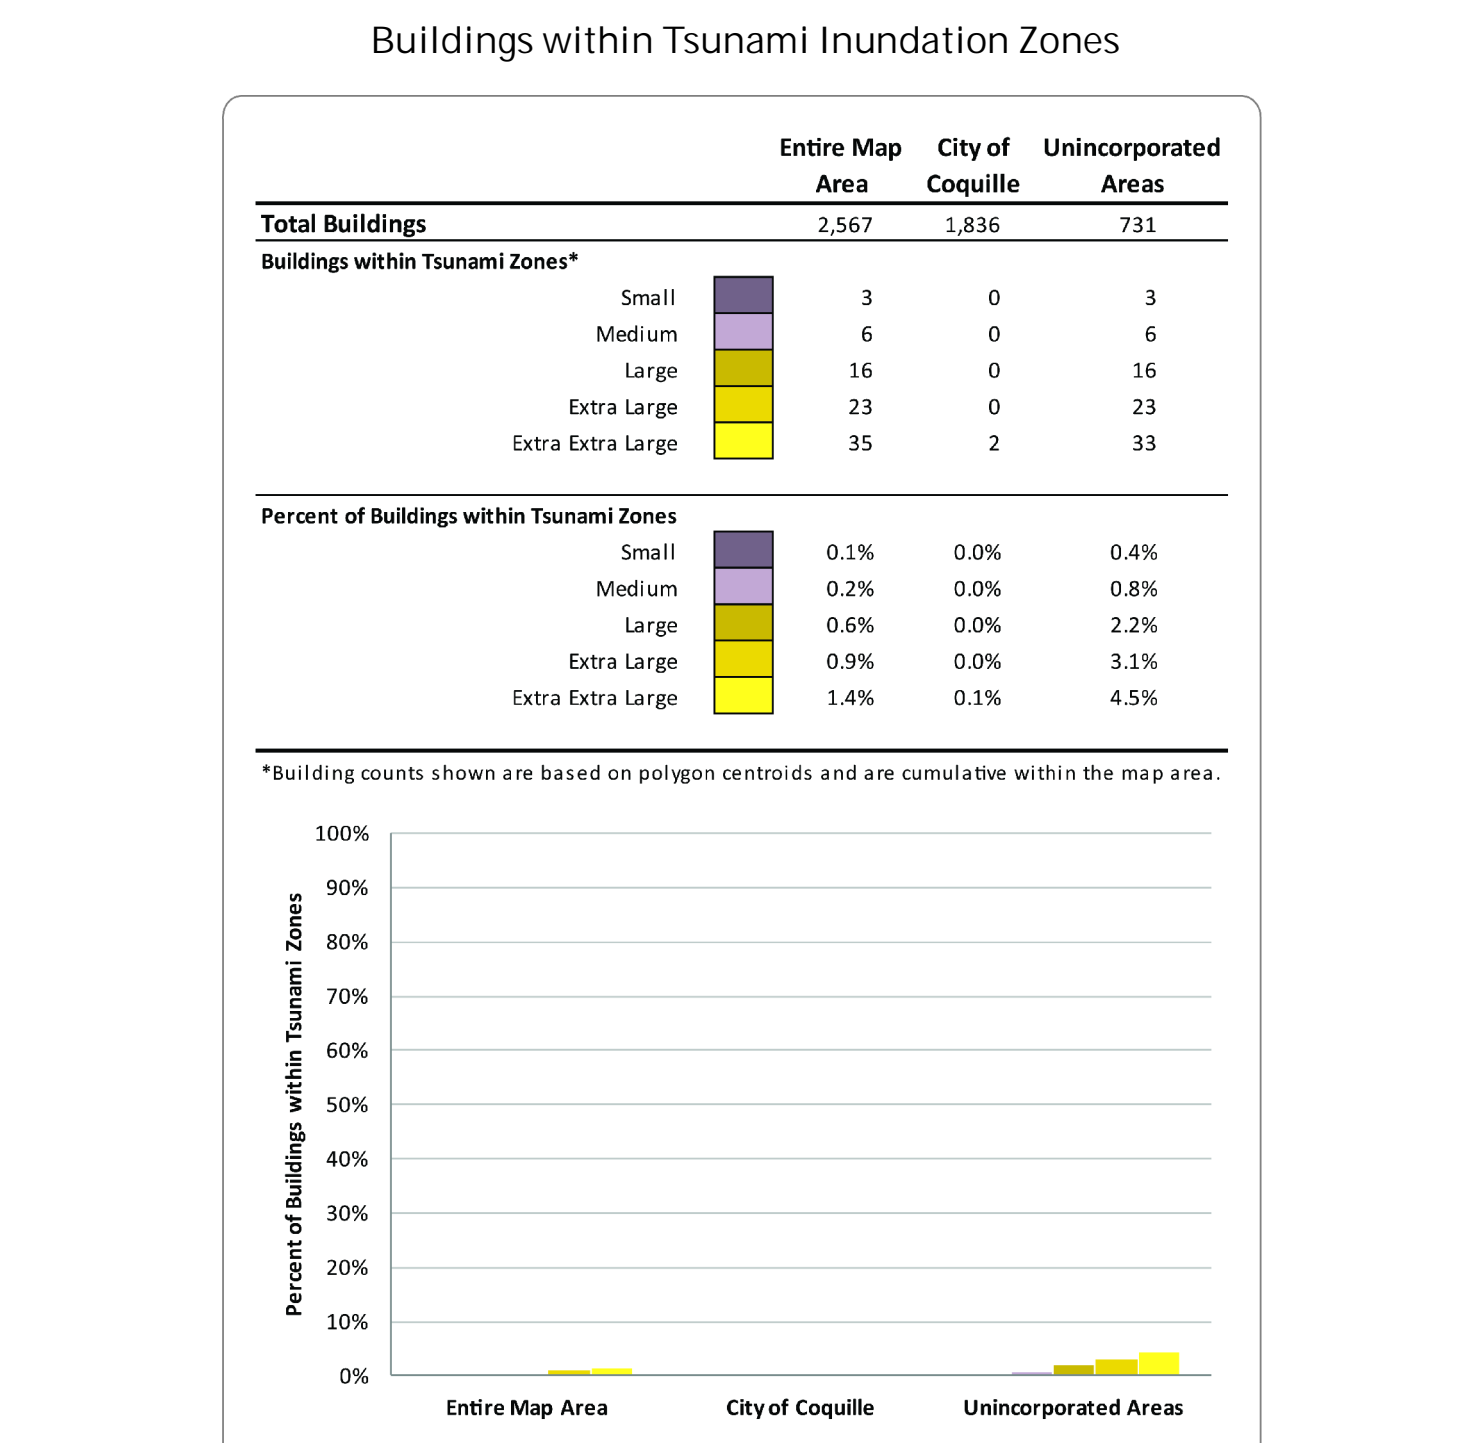 Buildings within Tsunami Inundation Zones
Entire Map Area City of Coquille Unincorporated Areas
Total Buildings 2,567 1,836 731
Buildings within Tsunami Zones*
Small 3 0 3
Medium 6 0 6
Large 16 0 16
Extra Large 23 0 23
Extra Extra Large 35 2 33
Percent of Buildings within Tsunami Zones
Small 0.1% 0.0% 0.4%
Medium 0.2% 0.0% 0.8%
Large 0.6% 0.0% 2.2%
Extra Large 0.9% 0.0% 3.1%
Extra Extra Large 1.4% 0.1% 4.5%
*Building counts shown are based on polygon centroids and are cumulative within the map area.
Percent of Buildings within Tsunami Zones
100%
90%
80%
70%
60%
50%
40%
30%
20%
10%
0%
Entire Map Area City of Coquille Unincorporated Areas